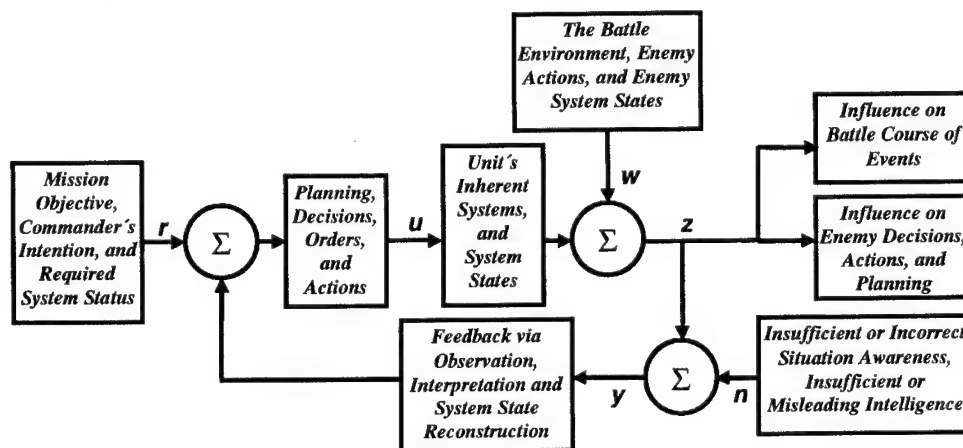 The Battle
Environment, Enemy
Actions, and Enemy
System States
Influence on
Battle Course of
Events
Mission
Objective,
Commander´s
Intention, and
Required
System Status
r
Σ
Planning,
Decisions,
Orders,
and
Actions
u
Unit´s
Inherent
Systems,
and
System
States
w
Σ
z
Influence on
Enemy Decisions,
Actions, and
Planning
Feedback via
Observation,
Interpretation and
System State
Reconstruction
y
Σ
n
Insufficient or Incorrect
Situation Awareness,
Insufficient or
Misleading Intelligence